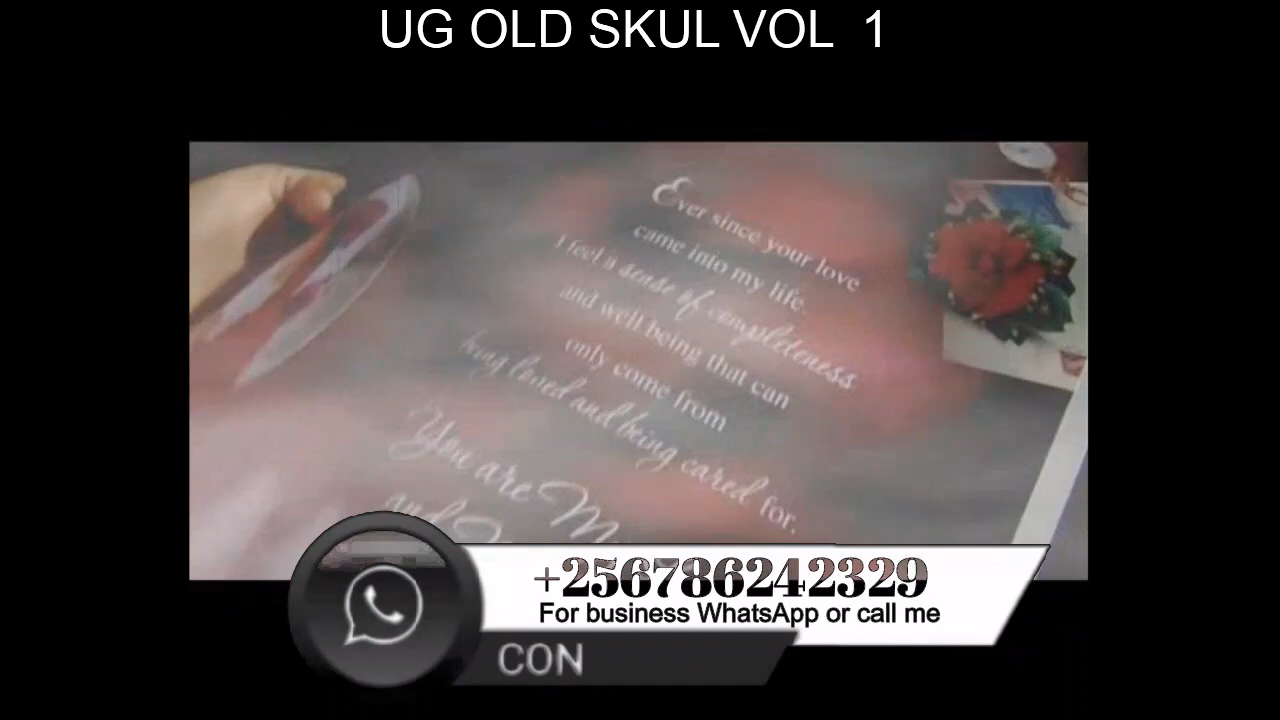 UG OLD SKUL VOL 1
Ever since your love
came into my life.
I feel a sense of completeness
and well being that can
only come from
being loved and being cared for.
You are
and
+256786242329
For business WhatsApp or call me
CON